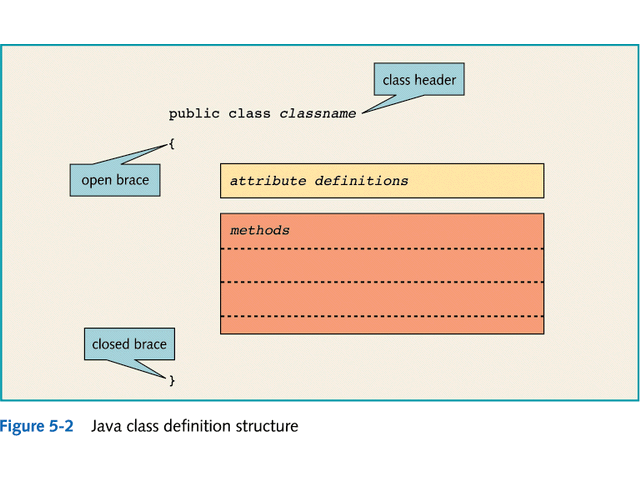 class header
public class classname
{
open brace
attribute definitions
methods
closed brace
}
Figure 5-2 Java class definition structure